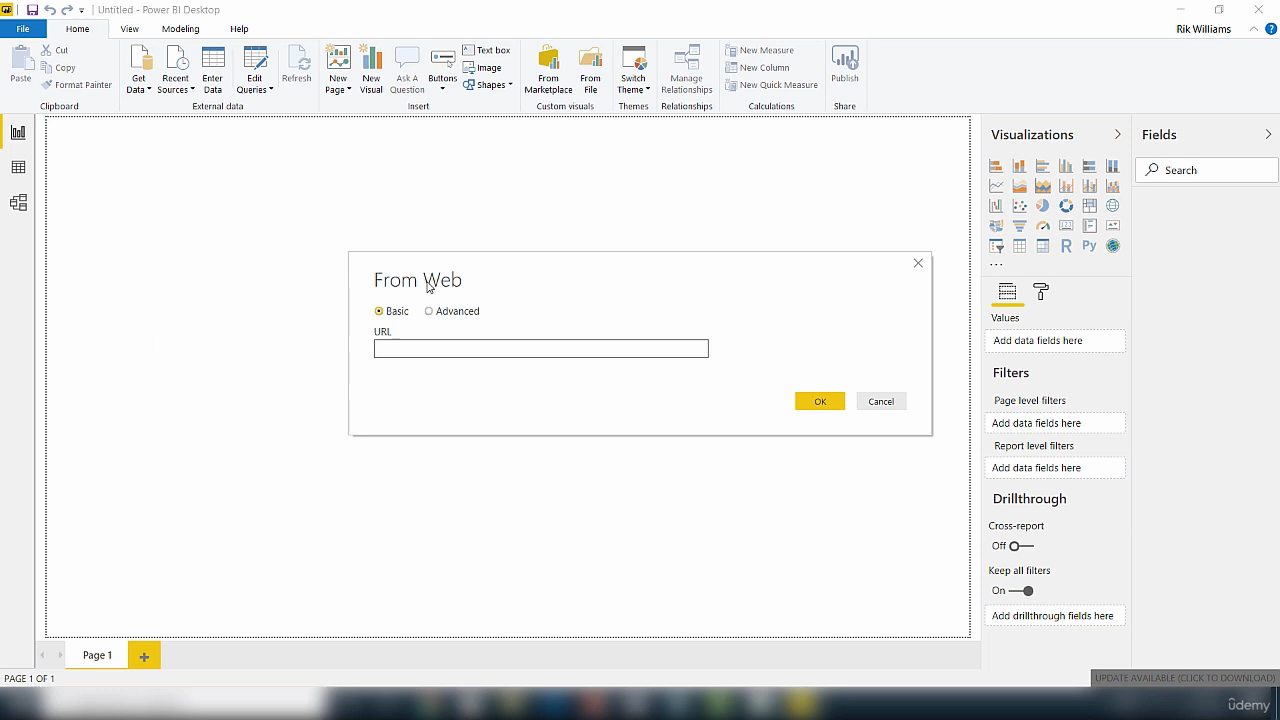 Untitled - Power BI Desktop
File
Home
View
Modeling
Help
Rik Williams
Paste
Cut
Copy
Format Painter
Clipboard
Get Data
Recent Sources
Enter Data
Edit Queries
Refresh
External data
New Page
New Visual
Ask A Question
Buttons
Text box
Image
Shapes
Insert
From Marketplace
From File
Custom visuals
Switch Theme
Themes
Manage Relationships
Relationships
New Measure
New Column
New Quick Measure
Calculations
Publish
Share
From Web
Basic
Advanced
URL
OK
Cancel
Visualizations
R
Py
Values
Add data fields here
Filters
Page level filters
Add data fields here
Report level filters
Add data fields here
Drillthrough
Cross-report
Off
Keep all filters
On
Add drillthrough fields here
Fields
Search
Page 1
PAGE 1 OF 1
UPDATE AVAILABLE (CLICK TO DOWNLOAD)
ûdemy